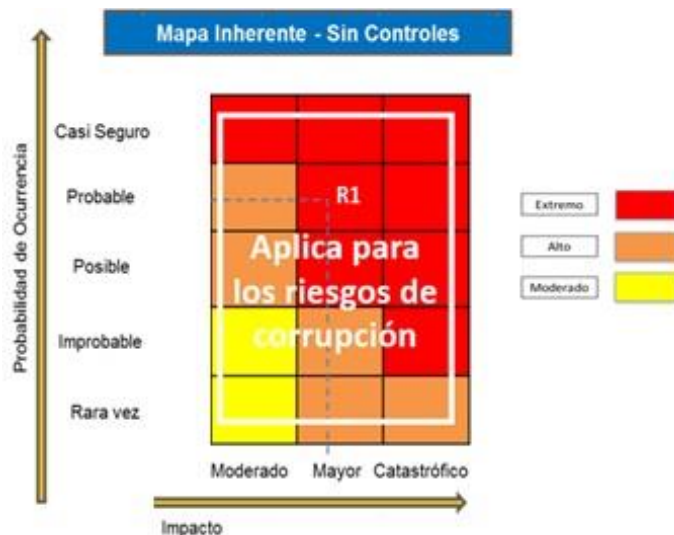 Mapa Inherente - Sin Controles
Probabilidad de Ocurrencia
Casi Seguro
Probable
Posible
Improbable
Rara vez
R1
Aplica para
los riesgos de
corrupción
Moderado Mayor Catastrófico
Impacto
Extremo
Alto
Moderado